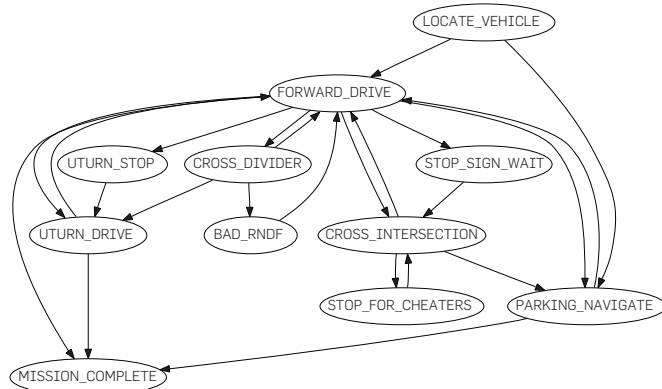 LOCATE_VEHICLE
FORWARD_DRIVE
UTURN_STOP
CROSS_DIVIDER
STOP_SIGN_WAIT
UTURN_DRIVE
BAD_RNDF
CROSS_INTERSECTION
STOP_FOR_CHEATERS
PARKING_NAVIGATE
MISSION_COMPLETE